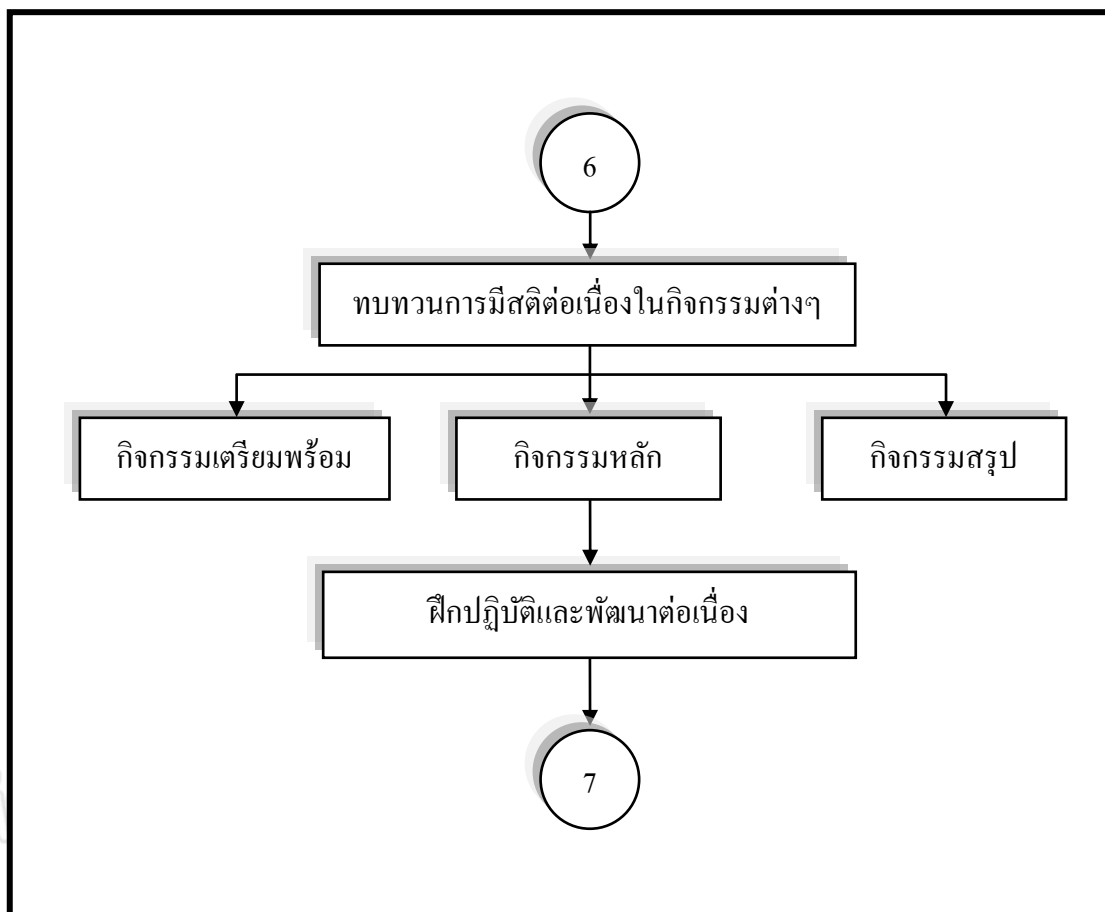 6
ทบทวนการมีสติต่อเนื่องในกิจกรรมต่างๆ
กิจกรรมเตรียมพร้อม
กิจกรรมหลัก
กิจกรรมสรุป
ฝึกปฏิบัติและพัฒนาต่อเนื่อง
7